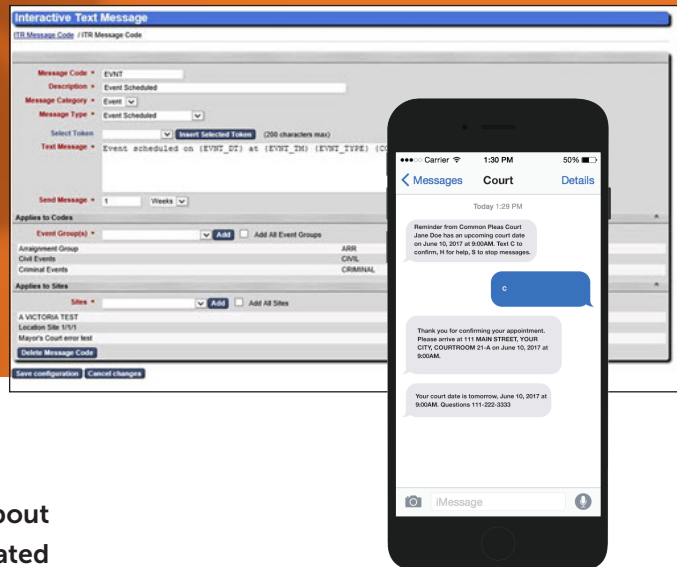 Interactive Text Message
ITR Message Code / ITR Message Code
Message Code * EVNT
Description * Event Scheduled
Message Category * Event
Message Type * Event Scheduled
Select Token Insert Selected Token (200 characters max)
Text Message * Event scheduled on {EVNT_DT} at {EVNT_TM} {EVNT_TYPE} {CO
Send Message * 1 Weeks
Applies to Codes
Event Group(s) * Add Add All Event Groups
Arraignment Group ARR
Civil Events CIVIL
Criminal Events CRIMINAL
Applies to Sites
Sites * Add Add All Sites
A VICTORIA TEST
Location Site 1/1/1
Mayor's Court error test
Delete Message Code
Save configuration Cancel changes
Carrier 1:30 PM 50%
Messages Court Details
Today 1:29 PM
Reminder from Common Pleas Court
Jane Doe has an upcoming court date
on June 10, 2017 at 9:00AM. Text C to
confirm, H for help, S to stop messages.
C
Thank you for confirming your appointment.
Please arrive at 111 MAIN STREET, YOUR
CITY, COURTROOM 21-A on June 10, 2017 at
9:00AM.
Your court date is tomorrow, June 10, 2017 at
9:00AM. Questions 111-222-3333
iMessage
bout
ated